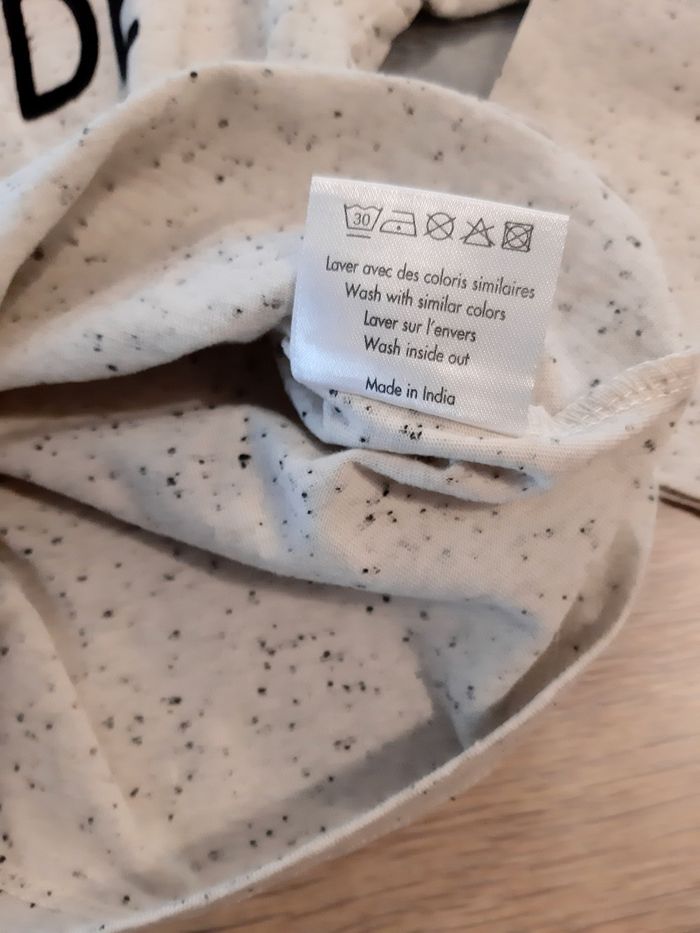 30
Laver avec des coloris similaires
Wash with similar colors
Laver sur l'envers
Wash inside out
Made in India